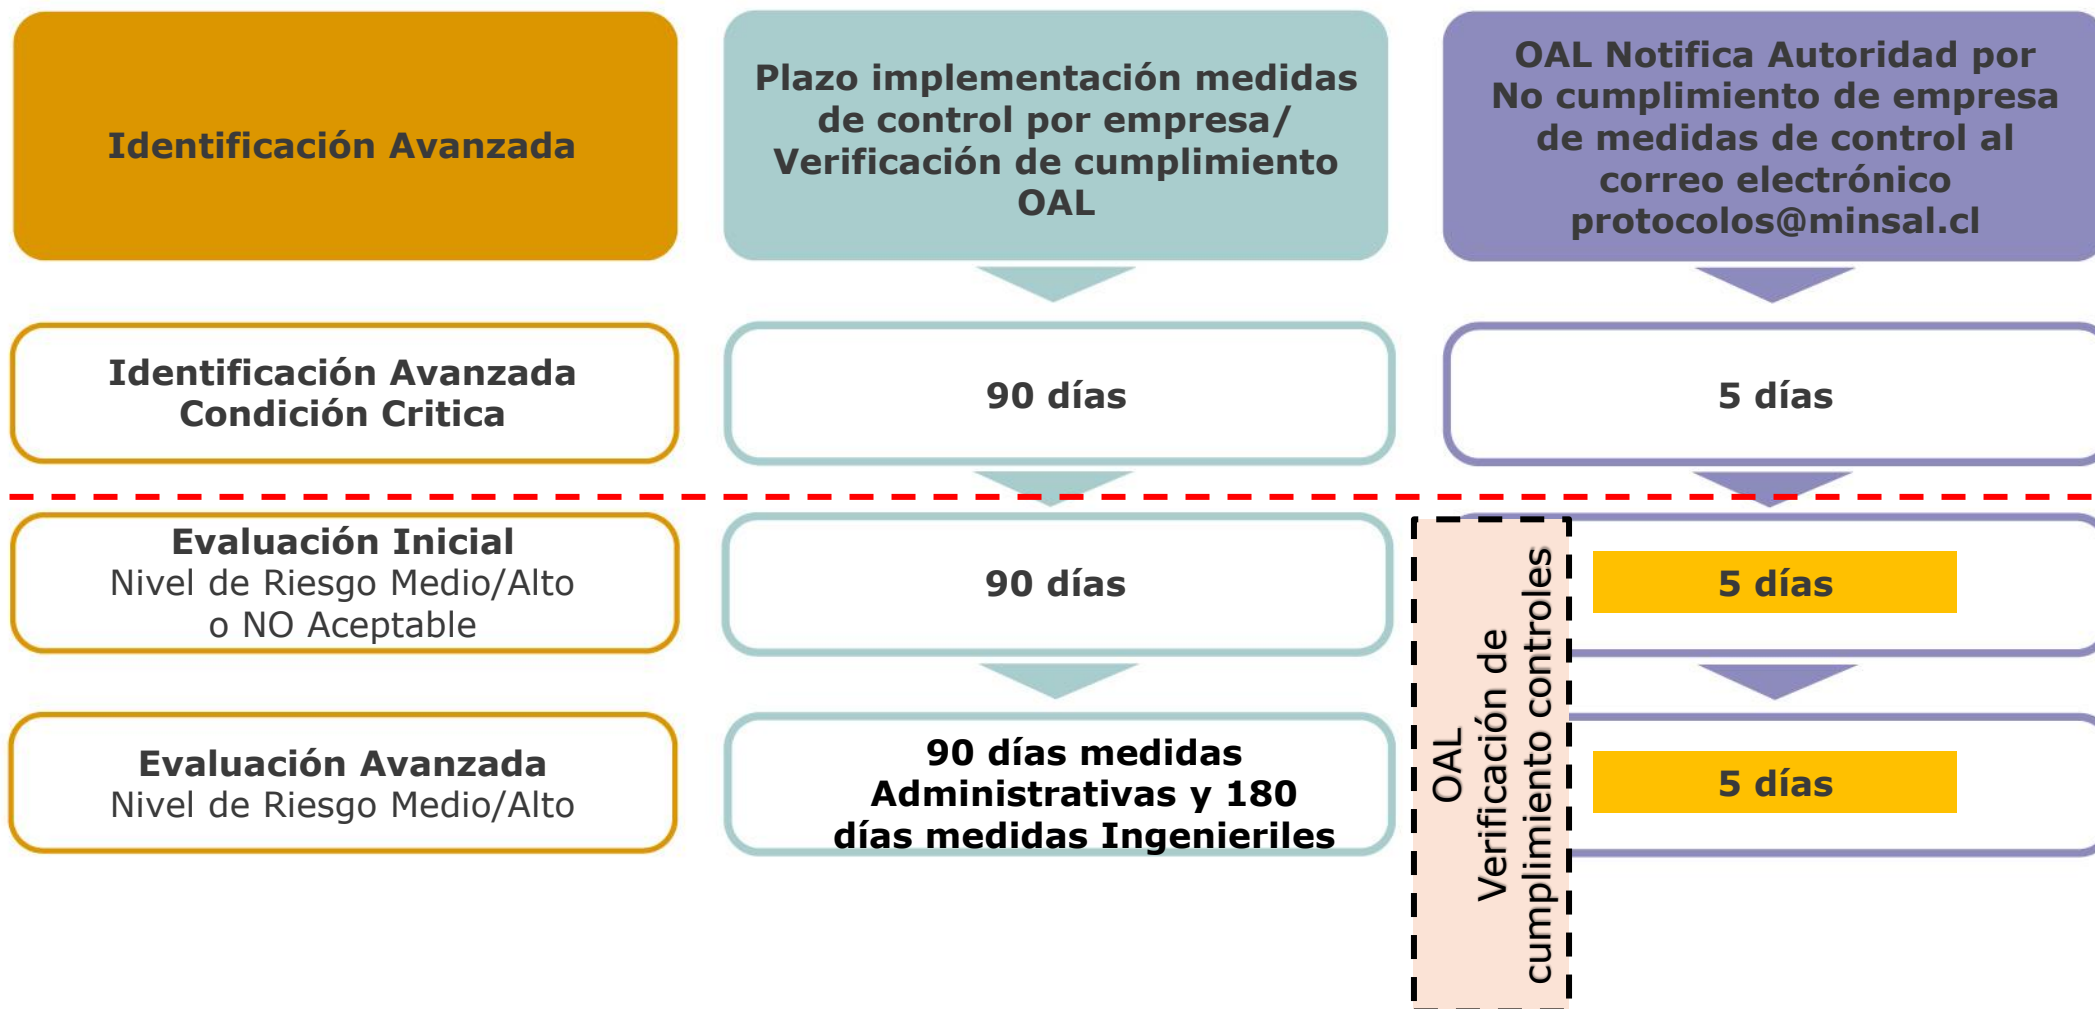 Identificación Avanzada
Plazo implementación medidas
de control por empresa/
Verificación de cumplimiento
OAL
OAL Notifica Autoridad por
No cumplimiento de empresa
de medidas de control al
correo electrónico
protocolos@minsal.cl
Identificación Avanzada
Condición Critica
90 días
5 días
Evaluación Inicial
Nivel de Riesgo Medio/Alto
o NO Aceptable
90 días
OAL
Verificación de
cumplimiento controles
5 días
Evaluación Avanzada
Nivel de Riesgo Medio/Alto
90 días medidas
Administrativas y 180
días medidas Ingenieriles
5 días